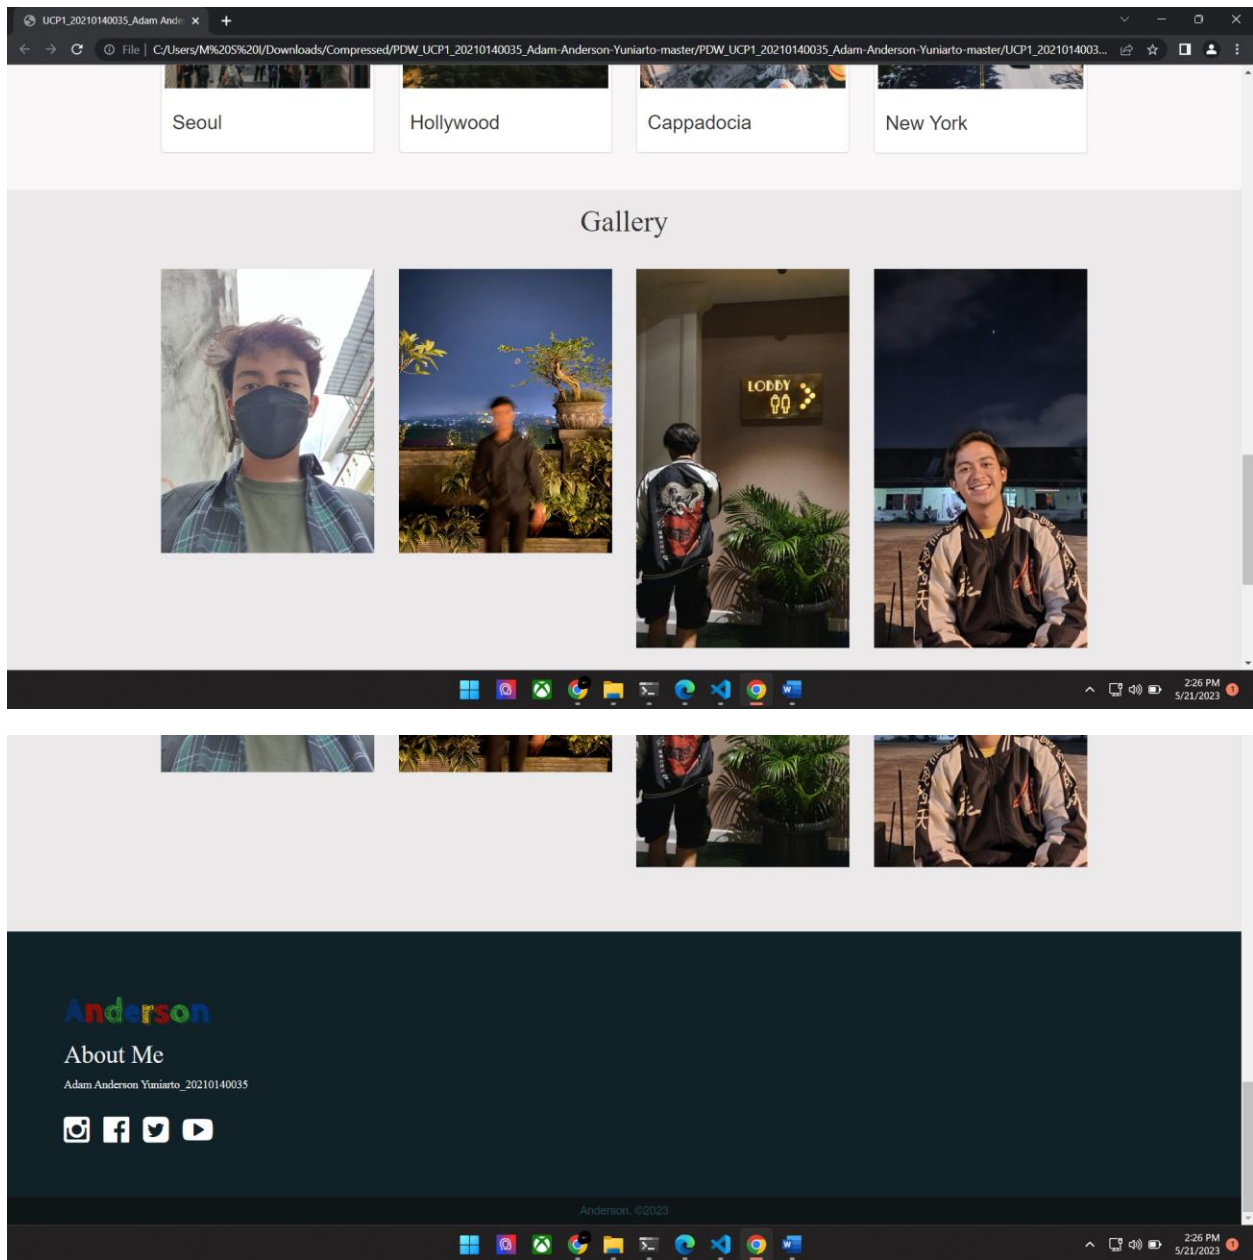 UCP1_20210140035_Adam Ande
File | C:/Users/M%20S%20I/Downloads/Compressed/PDW_UCP1_20210140035_Adam-Anderson-Yuniarto-master/PDW_UCP1_20210140035_Adam-Anderson-Yuniarto-master/UCP1_2021014003...
Seoul
Hollywood
Cappadocia
New York
Gallery
LOBBY
2:26 PM
5/21/2023
1
Anderson
About Me
Adam Anderson Yuniarto_20210140035
Anderson. ©2023
2:26 PM
5/21/2023
1